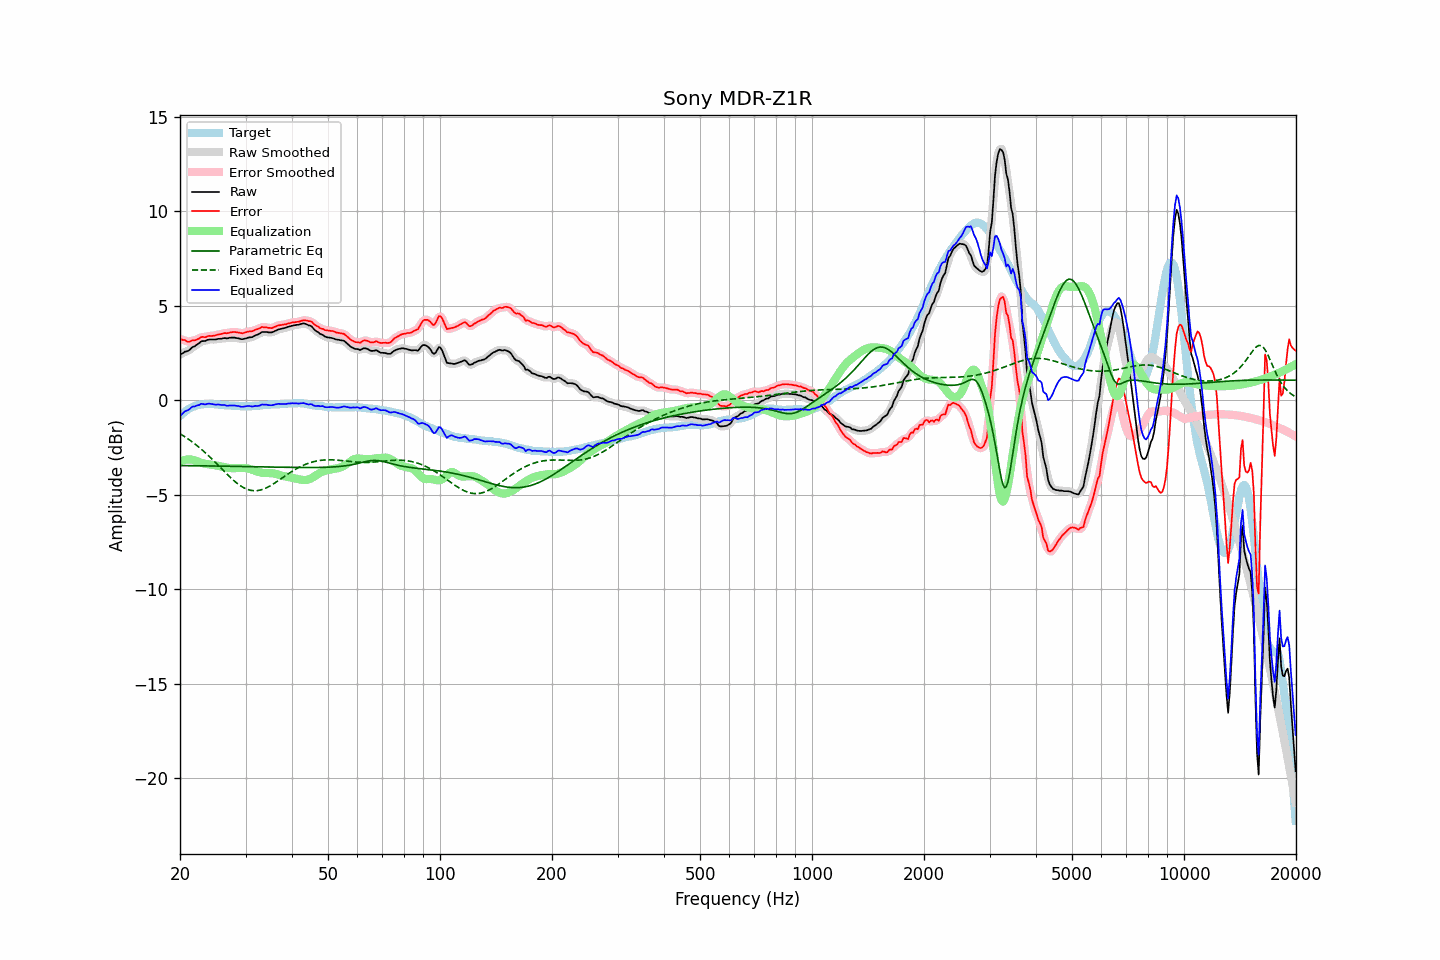 Sony MDR-Z1R
Target
Raw Smoothed
Error Smoothed
Raw
Error
Equalization
Parametric Eq
Fixed Band Eq
Equalized
15
10
5
0
−5
−10
−15
−20
Amplitude (dBr)
20 50 100 200 500 1000 2000 5000 10000 20000
Frequency (Hz)